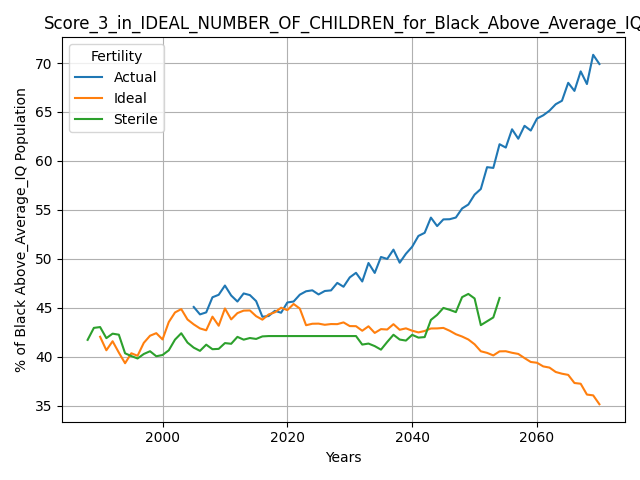 Score_3_in_IDEAL_NUMBER_OF_CHILDREN_for_Black_Above_Average_IQ
Fertility
Actual
Ideal
Sterile
% of Black Above_Average_IQ Population
70
65
60
55
50
45
40
35
2000
2020
2040
2060
Years